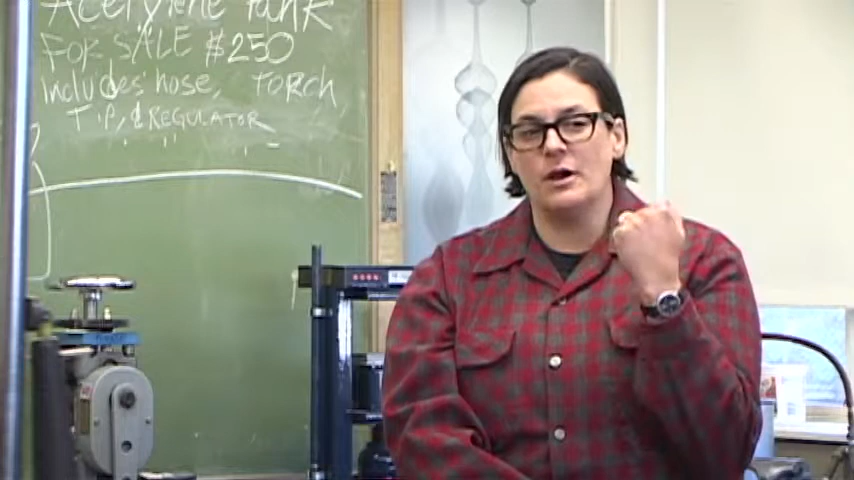 Acetylene Tank
FOR SALE $250
includes hose, TORCH
TIP, & REGULATOR